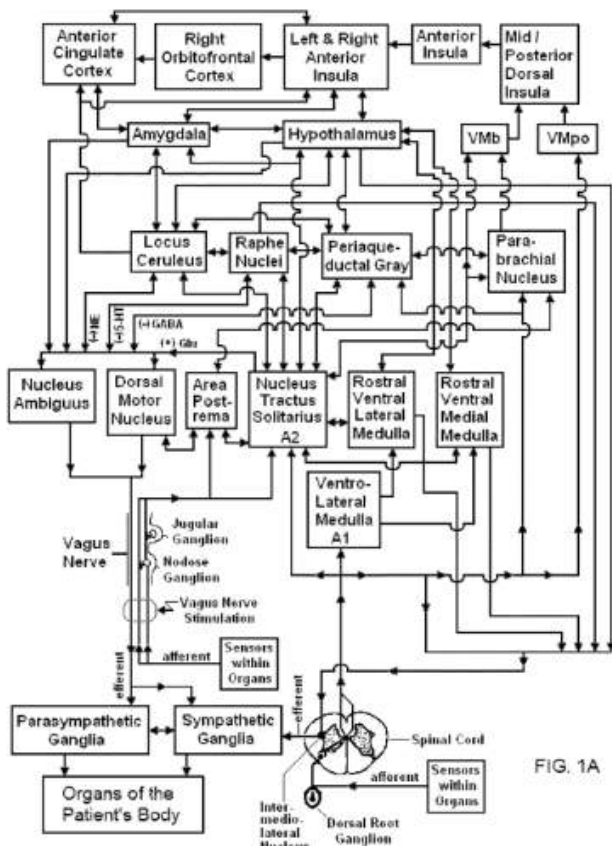 Anterior
Cingulate
Cortex
Right
Orbitofrontal
Cortex
Left & Right
Anterior
Insula
Anterior
Insula
Mid /
Posterior
Dorsal
Insula
Amygdala
Hypothalamus
VMb
VMpo
Locus
Ceruleus
Raphe
Nuclei
Periaque-
ductal Gray
Para-
brachial
Nucleus
(-)NE
(-)5-HT
(-)GABA
(+) Glu
Nucleus
Ambiguus
Dorsal
Motor
Nucleus
Area
Post-
rema
Nucleus
Tractus
Solitarius
A2
Rostral
Ventral
Lateral
Medulla
Rostral
Ventral
Medial
Medulla
Ventro-
Lateral
Medulla
A1
Jugular
Ganglion
Vagus
Nerve
Nodose
Ganglion
Vagus Nerve
Stimulation
efferent
afferent
Sensors
within
Organs
Parasympathetic
Ganglia
Sympathetic
Ganglia
efferent
Spinal Cord
FIG. 1A
Organs of the
Patient's Body
afferent
Sensors
within
Organs
Inter-
medio-
lateral
Nucleus
Dorsal Root
Ganglion